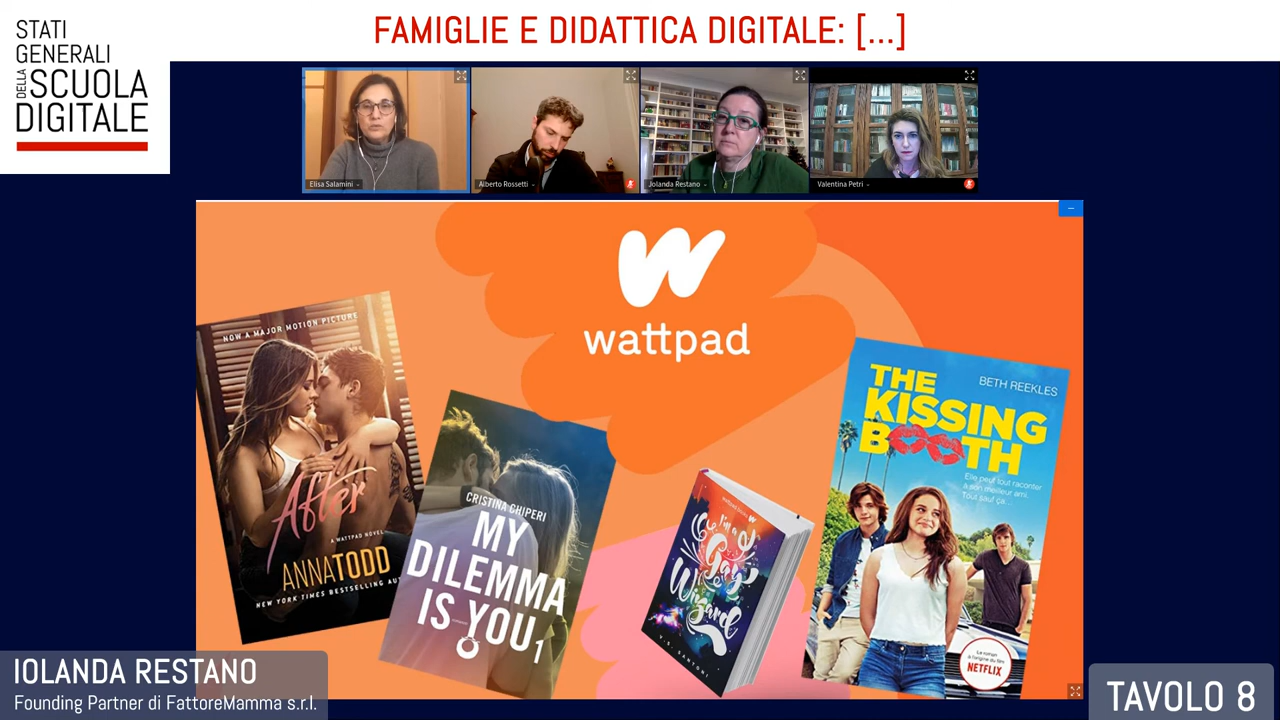 STATI
GENERALI
DELLA SCUOLA
DIGITALE
FAMIGLIE E DIDATTICA DIGITALE: [...]
Elisa Salamini
Alberto Rossetti
Jolanda Restano
Valentina Petri
wattpad
NOW A MAJOR MOTION PICTURE
After
A WATTPAD NOVEL
ANNA TODD
NEW YORK TIMES BESTSELLING AU
CRISTINA CHIPERI
MY
DILEMMA
IS YOU 1
I'm a
Gay
Wizard
V. S. SANTONI
BETH REEKLES
THE
KISSING
BOOTH
Elle peut tout raconter
à son meilleur ami.
Tout sauf ça...
Le roman
à l'origine du film
NETFLIX
IOLANDA RESTANO
Founding Partner di FattoreMamma s.r.l.
TAVOLO 8